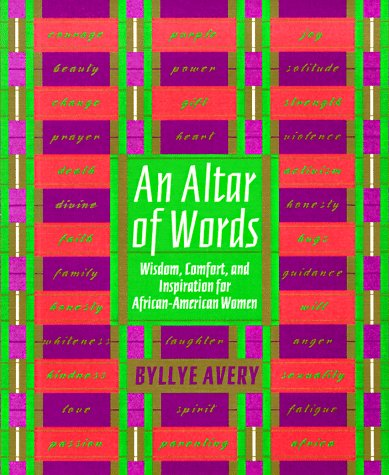 courage purple joy
beauty power solitude
change gift strength
prayer heart violence
death activism
divine honesty
faith hugs
family guidance
honesty will
whiteness laughter anger
kindness sexuality
love spirit fatigue
passion parenting africa
An Altar
of Words
Wisdom, Comfort, and
Inspiration for
African-American Women
BYLLYE AVERY